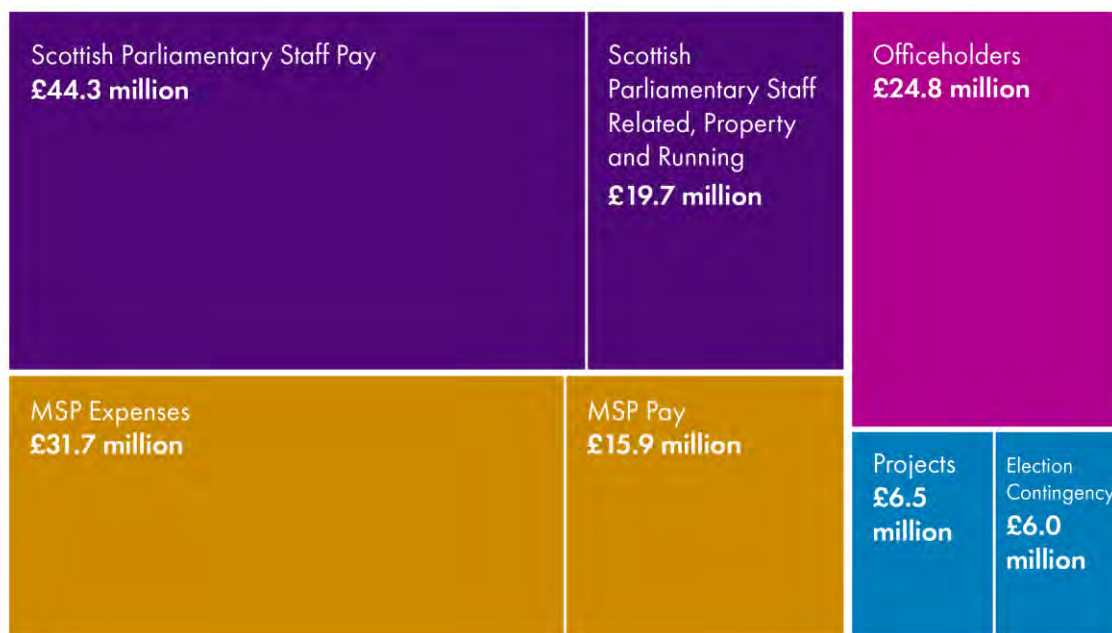 Scottish Parliamentary Staff Pay
£44.3 million
Scottish
Parliamentary Staff
Related, Property
and Running
£19.7 million
Officeholders
£24.8 million
MSP Expenses
£31.7 million
MSP Pay
£15.9 million
Projects
£6.5
million
Election
Contingency
£6.0
million